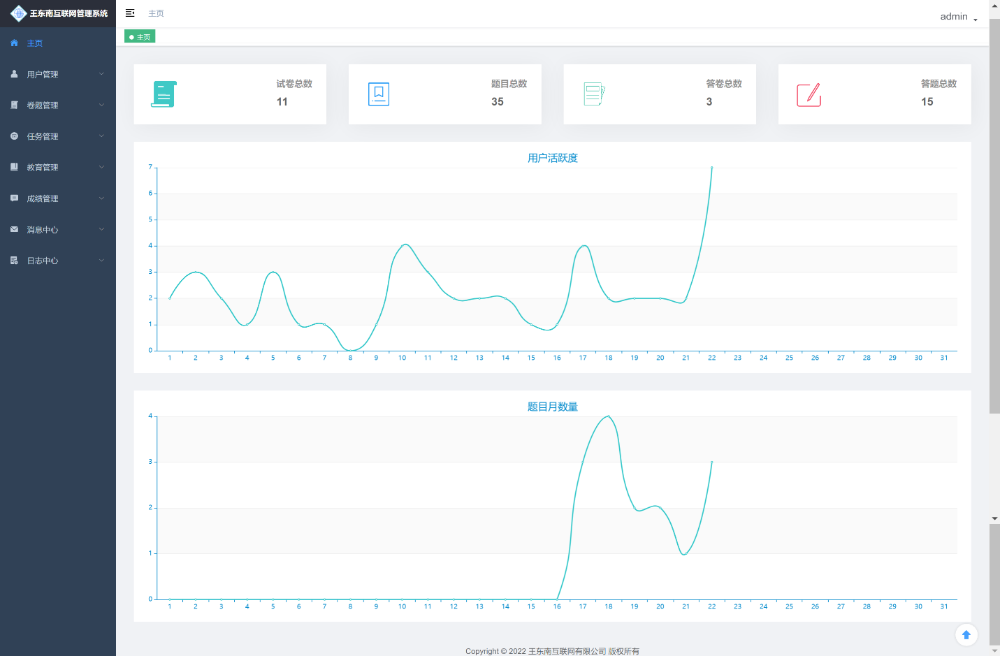 王东南互联网管理系统
主页
admin
主页
主页
用户管理
卷题管理
任务管理
教育管理
成绩管理
消息中心
日志中心
试卷总数
11
题目总数
35
答卷总数
3
答题总数
15
用户活跃度
7
6
5
4
3
2
1
0
1 2 3 4 5 6 7 8 9 10 11 12 13 14 15 16 17 18 19 20 21 22 23 24 25 26 27 28 29 30 31
题目月数量
4
3
2
1
0
1 2 3 4 5 6 7 8 9 10 11 12 13 14 15 16 17 18 19 20 21 22 23 24 25 26 27 28 29 30 31
Copyright © 2022 王东南互联网有限公司 版权所有